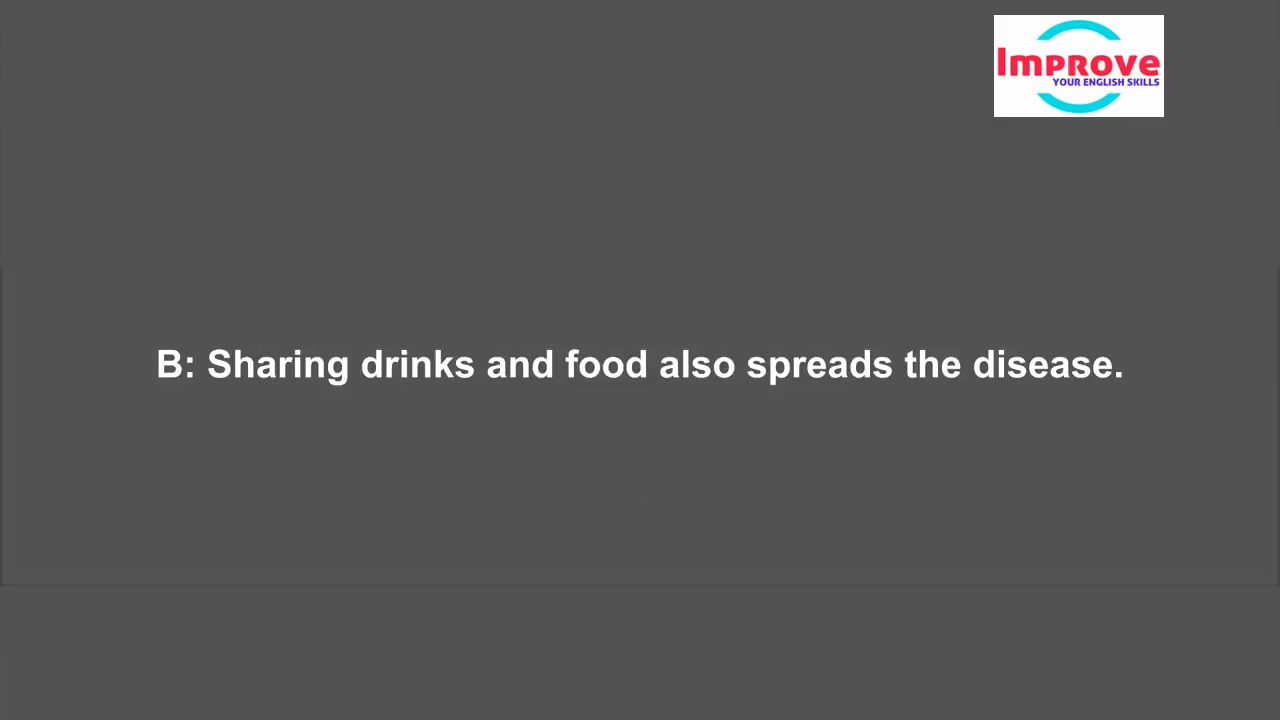 Improve
YOUR ENGLISH SKILLS
B: Sharing drinks and food also spreads the disease.